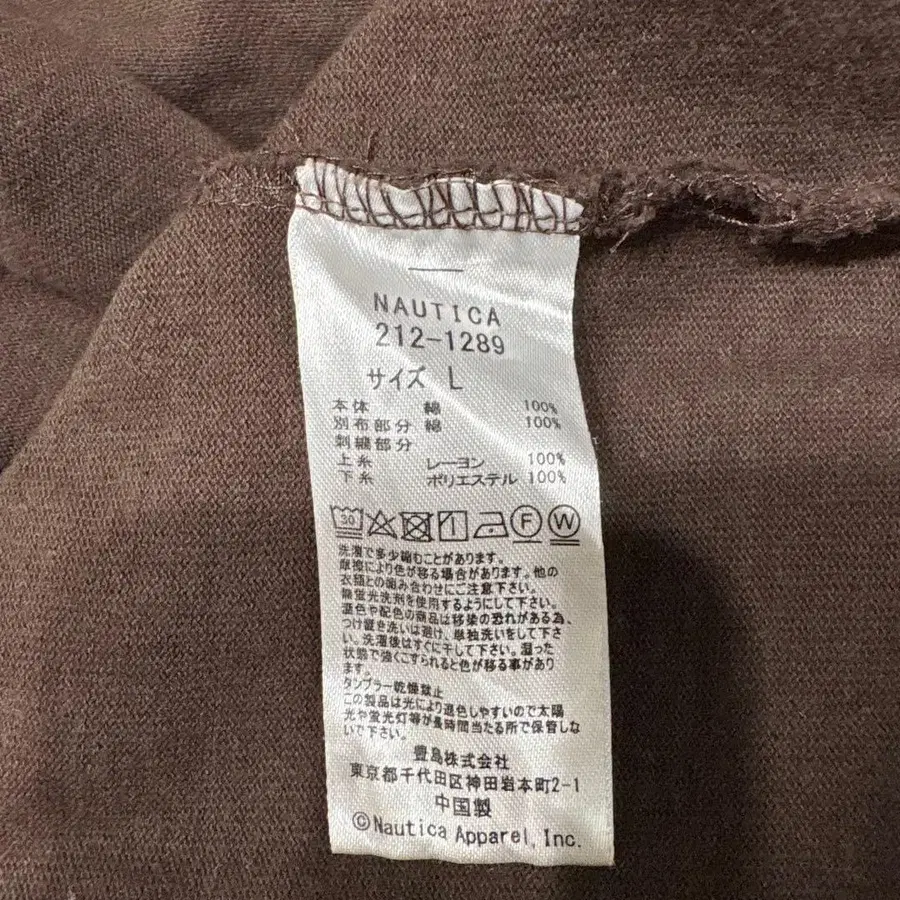 NAUTICA
212-1289
サイズ L
本体 綿 100%
別布部分 綿 100%
刺繍部分
上糸 レーヨン 100%
下糸 ポリエステル 100%
30 F W
洗濯で多少縮むことがあります。
摩擦により色が移る場合があります。他の
衣類との組み合わせにご注意下さい。
無蛍光洗剤を使用するようにして下さい。
濃色や配色の商品は移染の恐れがある為、
つけ置き洗いは避け、単独洗いをして下さ
い。洗濯後はすぐに干して下さい。湿った
状態で強くこすられると色が移る事があり
ます。
タンブラー乾燥禁止
この製品は光により退色しやすいので太陽
光や蛍光灯等が長時間当たる所で保管しな
いで下さい。
豊島株式会社
東京都千代田区神田岩本町2-1
中国製
©Nautica Apparel, Inc.